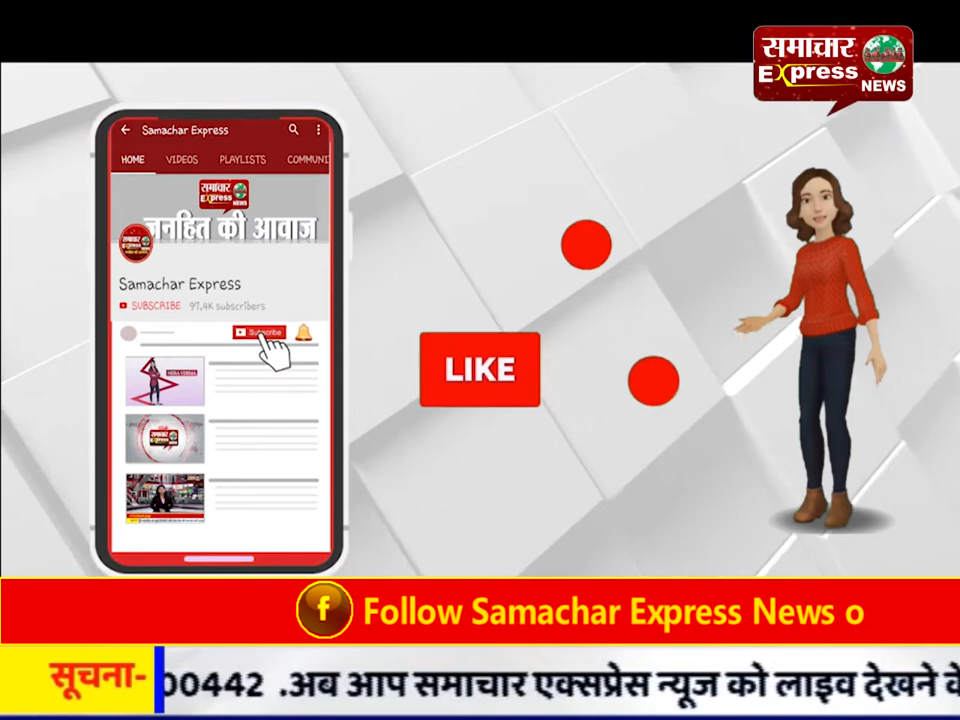 समाचार
Express
NEWS
Samachar Express
HOME VIDEOS PLAYLISTS COMMUNI
समाचार
Express
NEWS
जनहित की आवाज
Samachar Express
SUBSCRIBE 97.4K subscribers
Subscribe
LIKE
f Follow Samachar Express News o
सूचना- 00442 .अब आप समाचार एक्सप्रेस न्यूज को लाइव देखने के